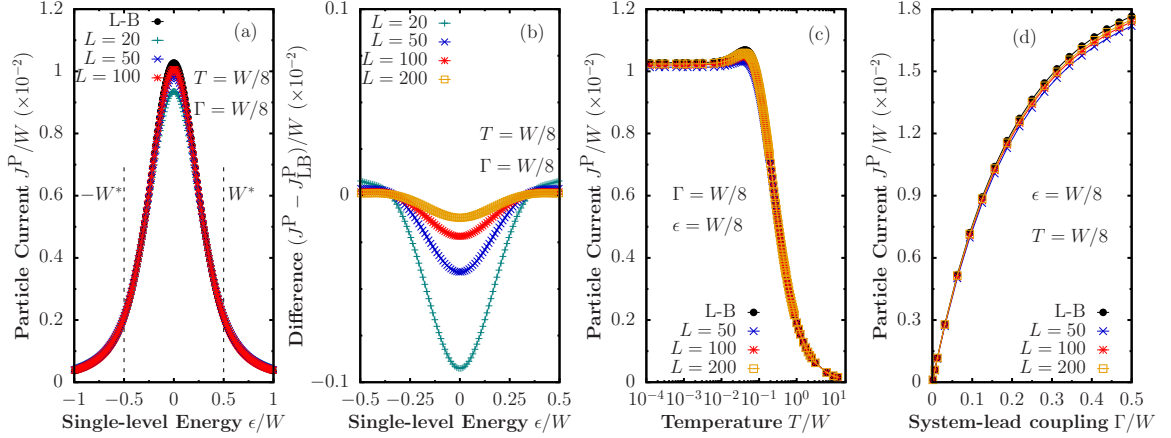 Particle Current J^P/W (×10^−2)
1.2
1
0.8
0.6
0.4
0.2
0
−1
−0.5
0
0.5
1
Single-level Energy ϵ/W
L-B
L = 20
L = 50
L = 100
(a)
T = W/8
Γ = W/8
−W*
W*
Difference (J^P − J^P_LB)/W (×10^−2)
0.1
0
−0.1
−0.5
−0.25
0
0.25
0.5
Single-level Energy ϵ/W
L = 20
L = 50
L = 100
L = 200
(b)
T = W/8
Γ = W/8
Particle Current J^P/W (×10^−2)
1.2
1
0.8
0.6
0.4
0.2
0
10^−4
10^−3
10^−2
10^−1
10^0
10^1
Temperature T/W
(c)
Γ = W/8
ϵ = W/8
L-B
L = 50
L = 100
L = 200
Particle Current J^P/W (×10^−2)
1.8
1.5
1.2
0.9
0.6
0.3
0
0
0.1
0.2
0.3
0.4
0.5
System-lead coupling Γ/W
(d)
ϵ = W/8
T = W/8
L-B
L = 50
L = 100
L = 200